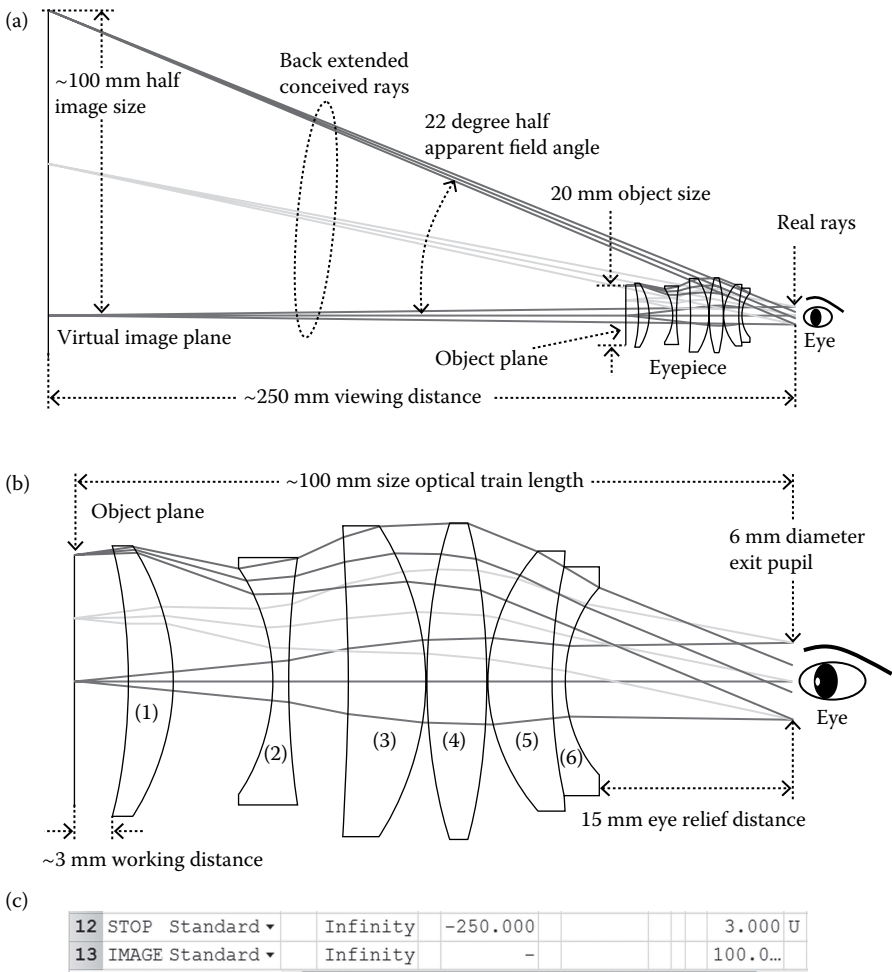 (a)
~100 mm half
image size
Back extended
conceived rays
22 degree half
apparent field angle
20 mm object size
Real rays
Virtual image plane
Object plane
Eyepiece
Eye
~250 mm viewing distance
(b)
~100 mm size optical train length
Object plane
6 mm diameter
exit pupil
(1)
(2)
(3)
(4)
(5)
(6)
Eye
15 mm eye relief distance
~3 mm working distance
(c)
12 STOP Standard Infinity -250.000 3.000 U
13 IMAGE Standard Infinity - 100.0...